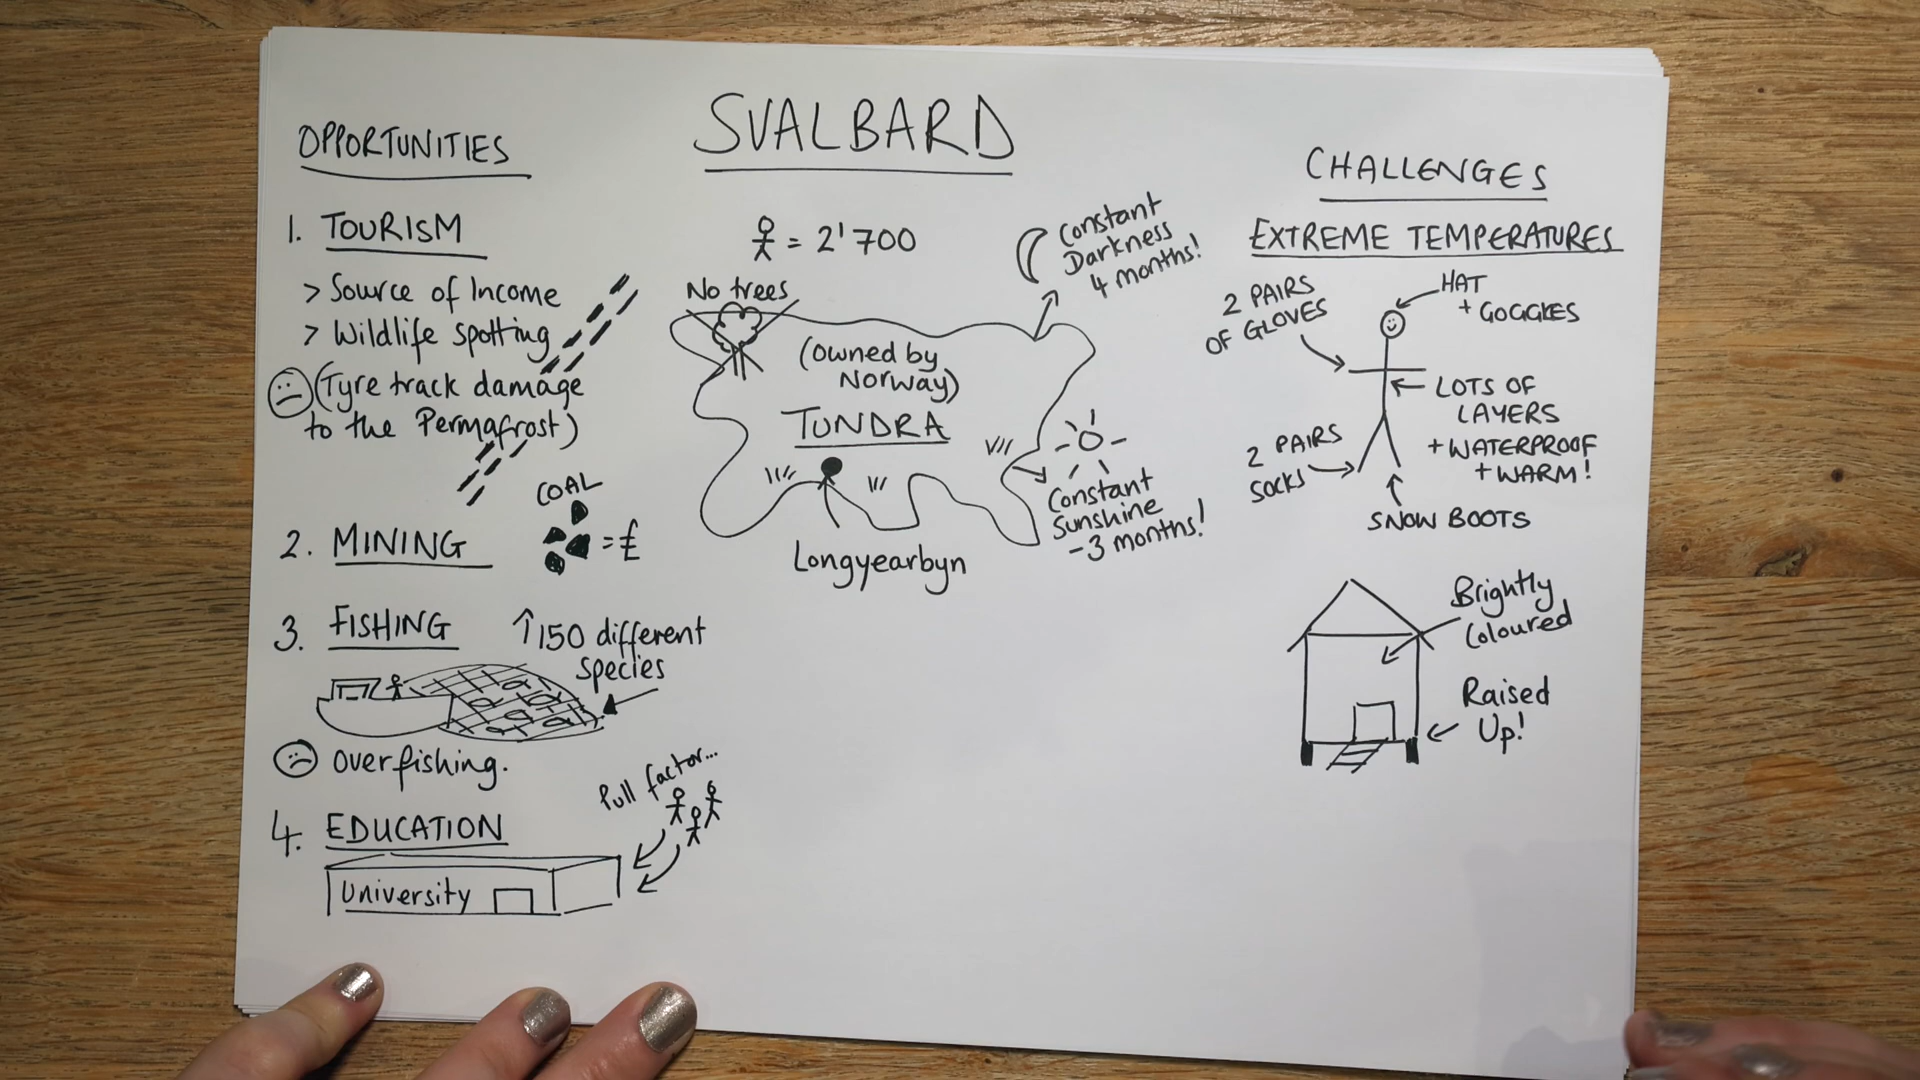 SVALBARD
OPPORTUNITIES
1. TOURISM
> Source of Income
> Wildlife spotting
(Tyre track damage
to the Permafrost)
2. MINING
COAL
= £
3. FISHING
↑150 different
species
overfishing.
4. EDUCATION
Pull factor...
University
= 2'700
No trees
(owned by
Norway)
TUNDRA
Longyearbyn
Constant
Darkness
4 months!
Constant
Sunshine
-3 months!
CHALLENGES
EXTREME TEMPERATURES
HAT
+ GOGGLES
2 PAIRS
OF GLOVES
LOTS OF
LAYERS
+ WATERPROOF
+ WARM!
2 PAIRS
SOCKS
SNOW BOOTS
Brightly
Coloured
Raised
Up!